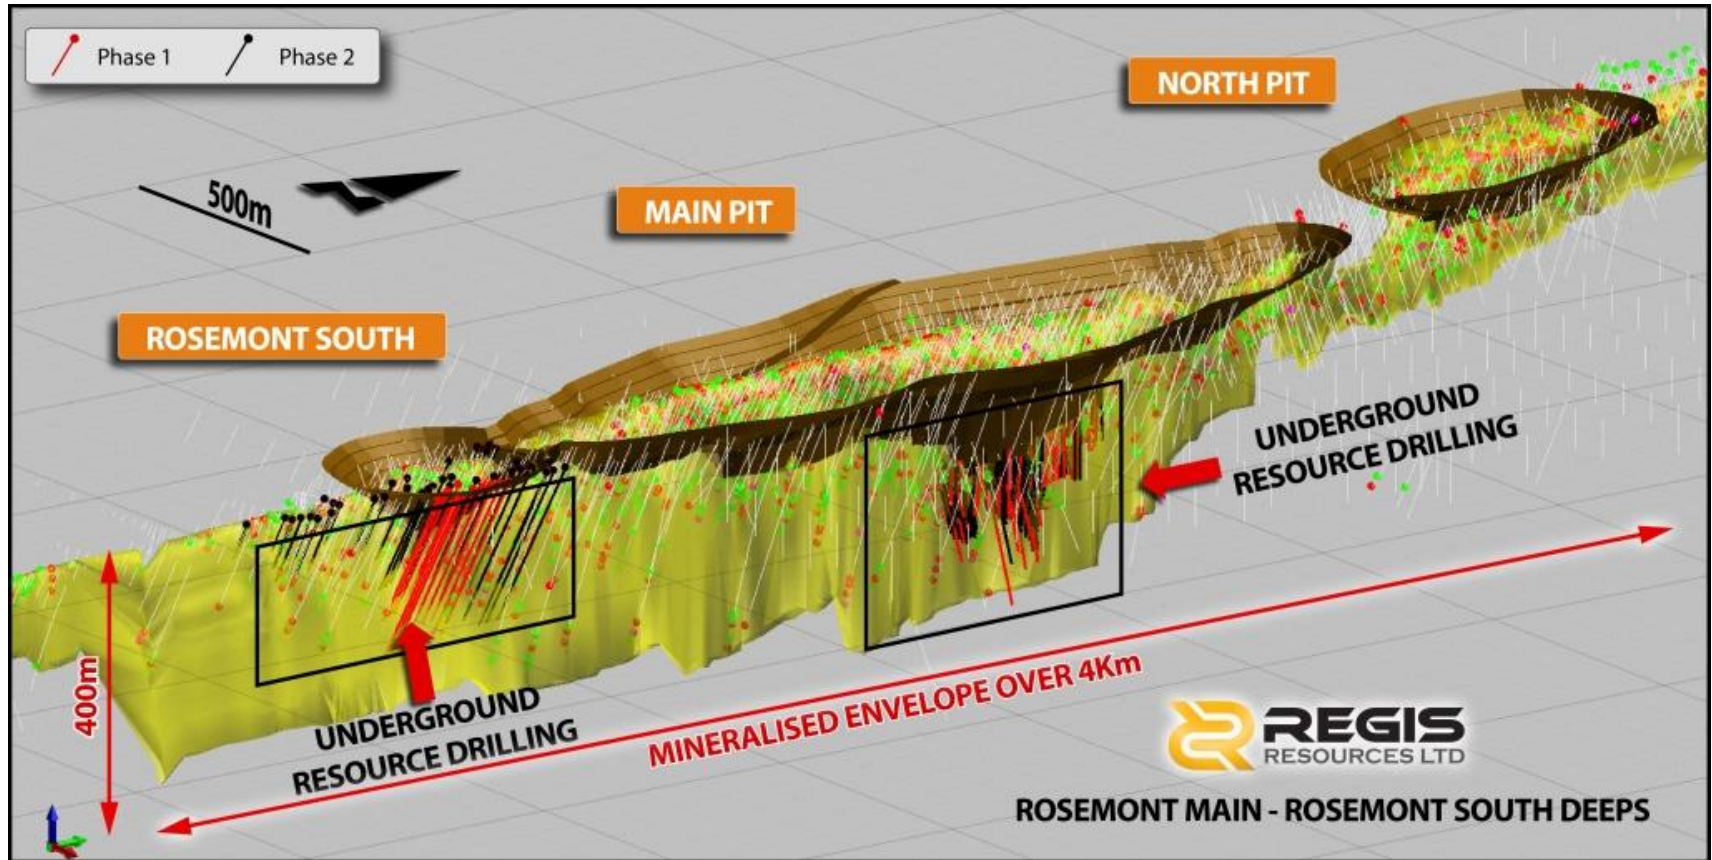 Phase 1
Phase 2
NORTH PIT
500m
MAIN PIT
ROSEMONT SOUTH
UNDERGROUND
RESOURCE DRILLING
400m
UNDERGROUND
RESOURCE DRILLING
MINERALISED ENVELOPE OVER 4Km
REGIS
RESOURCES LTD
ROSEMONT MAIN - ROSEMONT SOUTH DEEPS